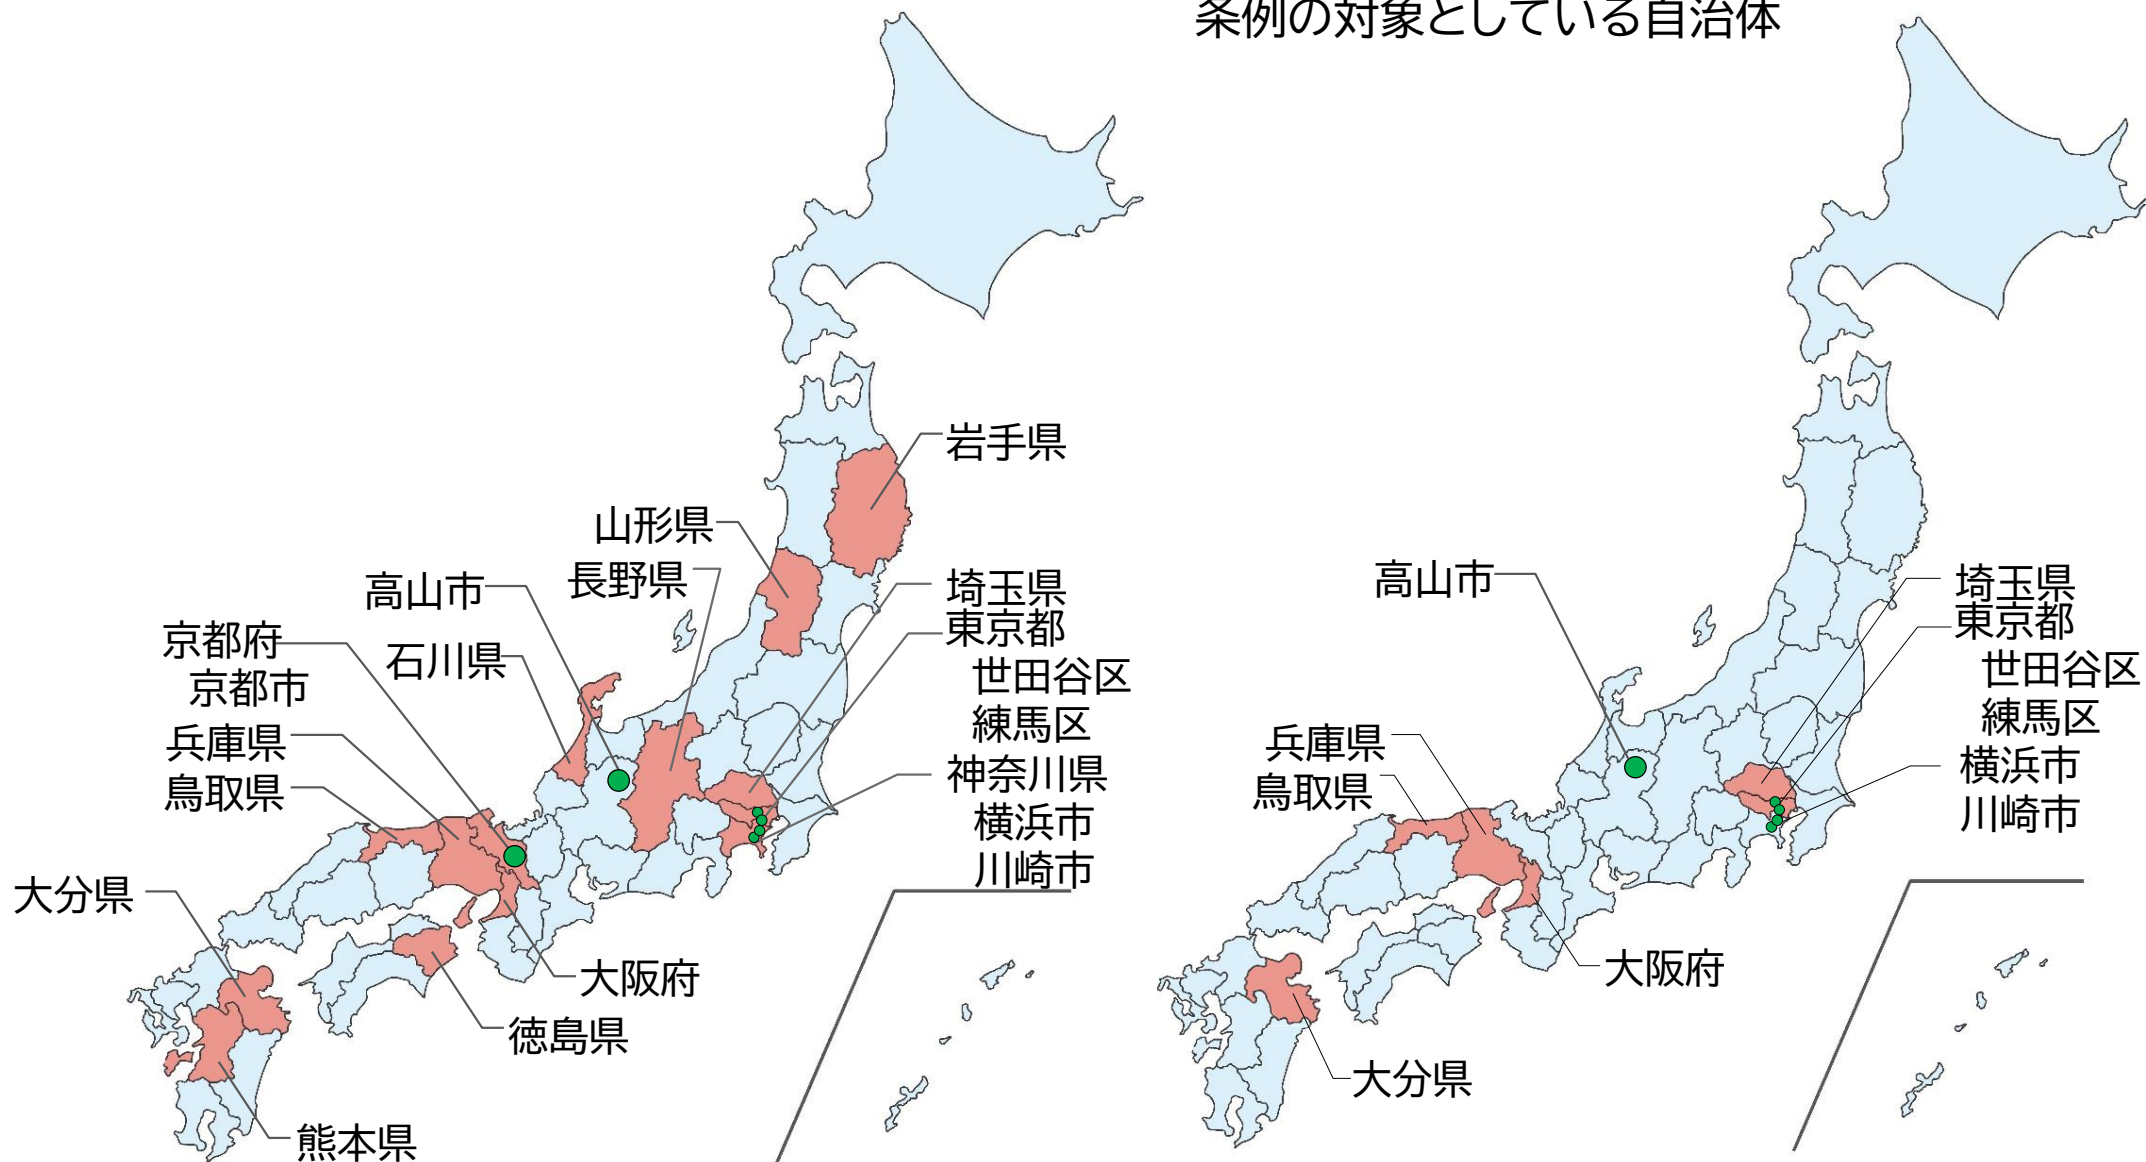 条例の対象としている自治体
岩手県
山形県
長野県
高山市
石川県
京都府
京都市
兵庫県
鳥取県
埼玉県
東京都
世田谷区
練馬区
神奈川県
横浜市
川崎市
大分県
大阪府
徳島県
熊本県
高山市
埼玉県
東京都
世田谷区
練馬区
横浜市
川崎市
兵庫県
鳥取県
大阪府
大分県